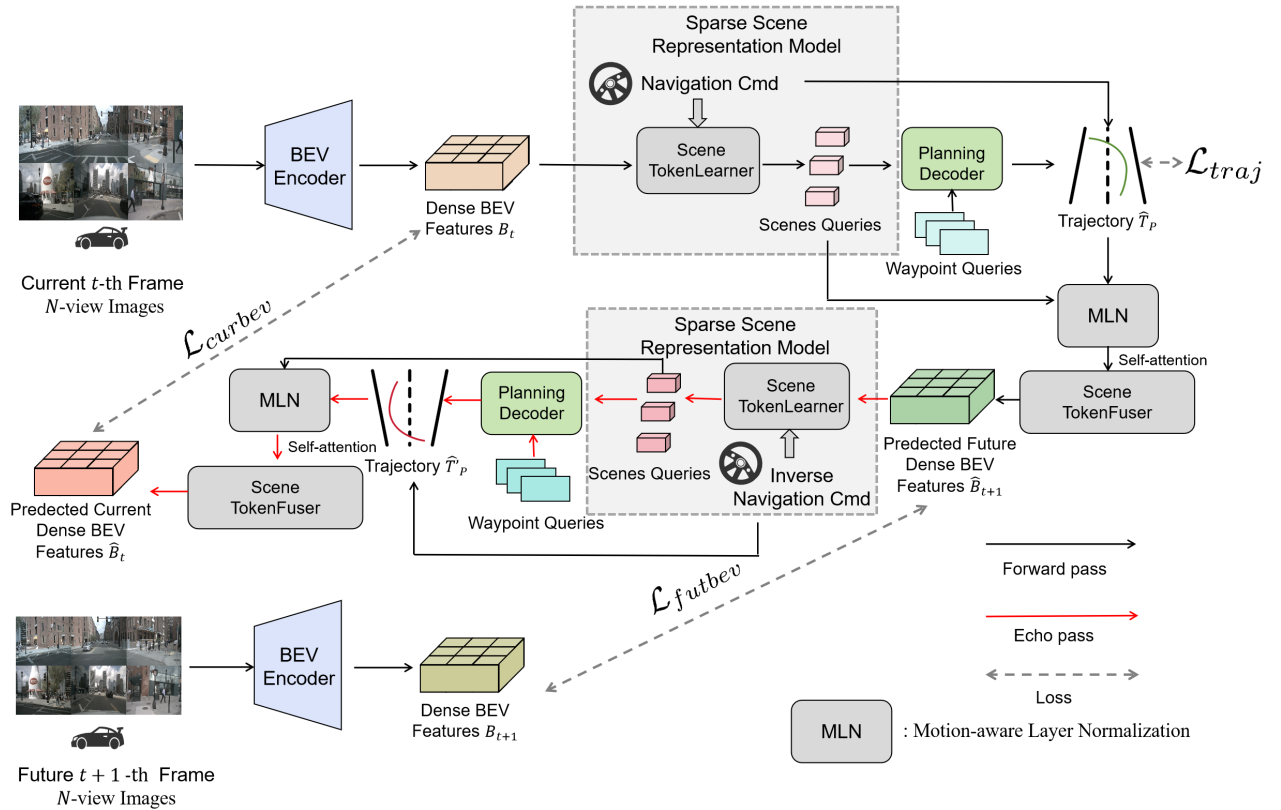 Sparse Scene
Representation Model
Navigation Cmd
BEV
Encoder
Scene
TokenLearner
Planning
Decoder
Dense BEV
Features B_t
Scenes Queries
Waypoint Queries
Trajectory T̂_P
ℒ_traj
Current t-th Frame
N-view Images
MLN
Self-attention
Scene
TokenFuser
ℒ_curbev
Sparse Scene
Representation Model
MLN
Self-attention
Scene
TokenFuser
Trajectory T̂'_P
Planning
Decoder
Waypoint Queries
Scenes Queries
Scene
TokenLearner
Inverse
Navigation Cmd
Predected Future
Dense BEV
Features B̂_{t+1}
Predected Current
Dense BEV
Features B̂_t
ℒ_futbev
BEV
Encoder
Dense BEV
Features B_{t+1}
Future t + 1 -th Frame
N-view Images
Forward pass
Echo pass
Loss
MLN
: Motion-aware Layer Normalization